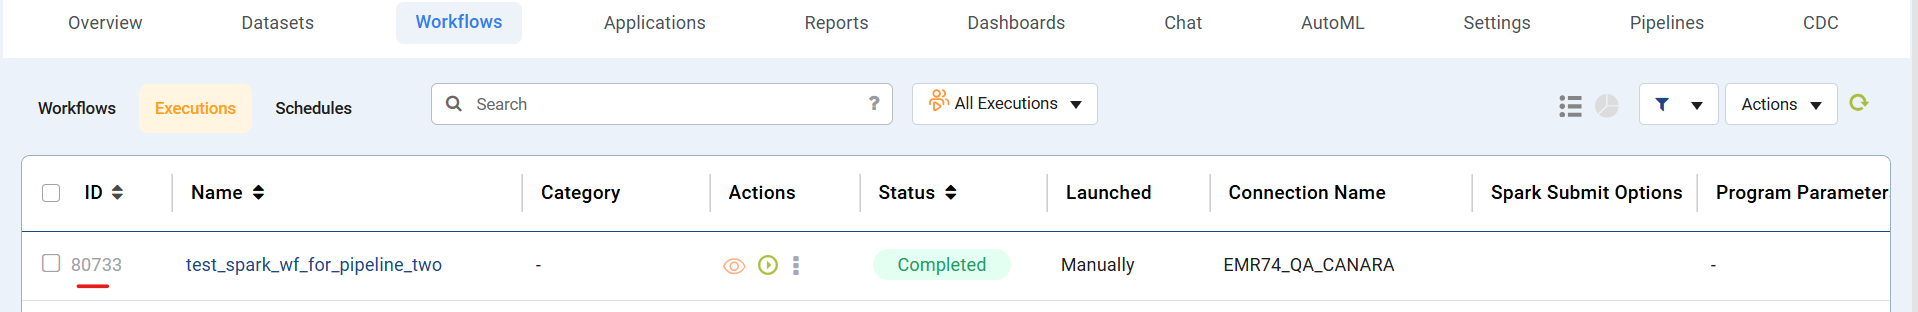 Overview Datasets Workflows Applications Reports Dashboards Chat AutoML Settings Pipelines CDC
Workflows Executions Schedules Search ? All Executions Actions
ID Name Category Actions Status Launched Connection Name Spark Submit Options Program Parameter
80733 test_spark_wf_for_pipeline_two - Completed Manually EMR74_QA_CANARA -